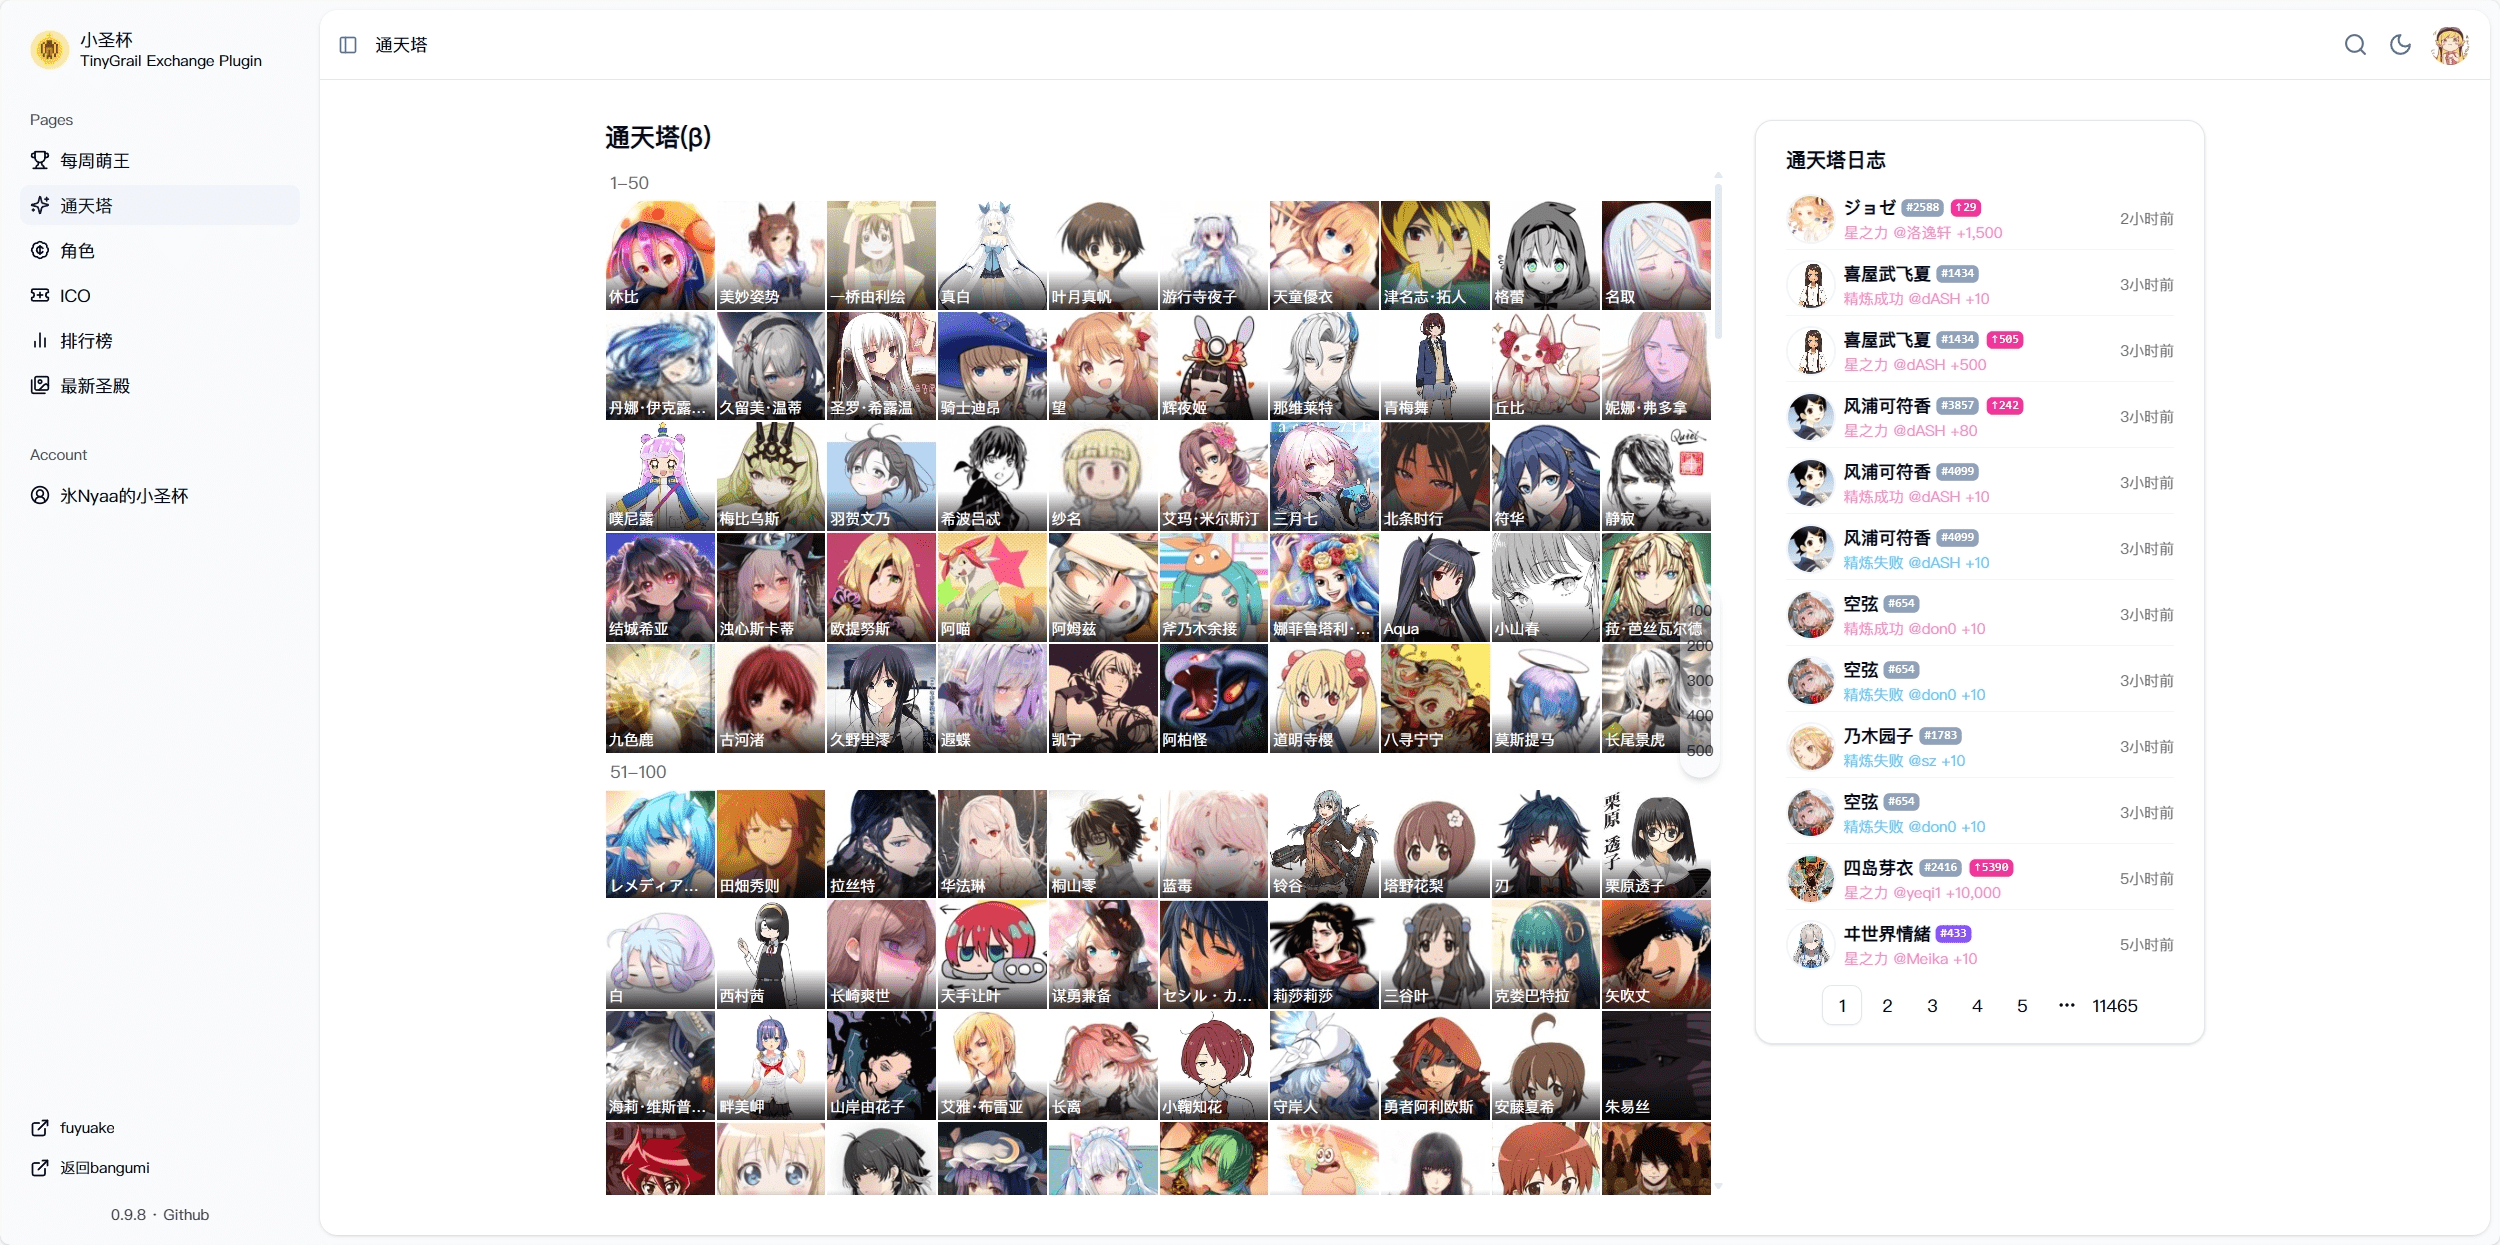 小圣杯
TinyGrail Exchange Plugin
Pages
每周萌王
通天塔
角色
ICO
排行榜
最新圣殿
Account
氷Nyaa的小圣杯
fuyuake
返回bangumi
0.9.8 · Github
通天塔
通天塔(β)
1–50
休比
美妙姿势
一桥由利绘
真白
叶月真帆
游行寺夜子
天童優衣
津名志·拓人
格蕾
名取
丹娜·伊克露...
久留美·温蒂
圣罗·希露温
骑士迪昂
望
辉夜姬
那维莱特
青梅舞
丘比
妮娜·弗多拿
噗尼露
梅比乌斯
羽贺文乃
希波吕忒
纱名
艾玛·米尔斯汀
三月七
北条时行
符华
静寂
结城希亚
浊心斯卡蒂
欧提努斯
阿喵
阿姆兹
斧乃木余接
娜菲鲁塔利·...
Aqua
小山春
菈·芭丝瓦尔德
九色鹿
古河渚
久野里澪
遐蝶
凯宁
阿柏怪
道明寺樱
八寻宁宁
莫斯提马
长尾景虎
100
200
300
400
500
51–100
レメディア...
田畑秀则
拉丝特
华法琳
桐山零
蓝毒
铃谷
塔野花梨
刃
栗原透子
栗原 透子
白
西村茜
长崎爽世
天手让叶
谋勇兼备
セシル・カ...
莉莎莉莎
三谷叶
克娄巴特拉
矢吹丈
海莉·维斯普...
畔美岬
山岸由花子
艾雅·布雷亚
长离
小鞠知花
守岸人
勇者阿利欧斯
安藤夏希
朱易丝
通天塔日志
ジョゼ #2588 ↑29
星之力 @洛逸轩 +1,500
2小时前
喜屋武飞夏 #1434
精炼成功 @dASH +10
3小时前
喜屋武飞夏 #1434 ↑505
星之力 @dASH +500
3小时前
风浦可符香 #3857 ↑242
星之力 @dASH +80
3小时前
风浦可符香 #4099
精炼成功 @dASH +10
3小时前
风浦可符香 #4099
精炼失败 @dASH +10
3小时前
空弦 #654
精炼成功 @don0 +10
3小时前
空弦 #654
精炼失败 @don0 +10
3小时前
乃木园子 #1783
精炼失败 @sz +10
3小时前
空弦 #654
精炼失败 @don0 +10
3小时前
四岛芽衣 #2416 ↑5390
星之力 @yeqi1 +10,000
5小时前
ヰ世界情緒 #433
星之力 @Meika +10
5小时前
1 2 3 4 5 ··· 11465